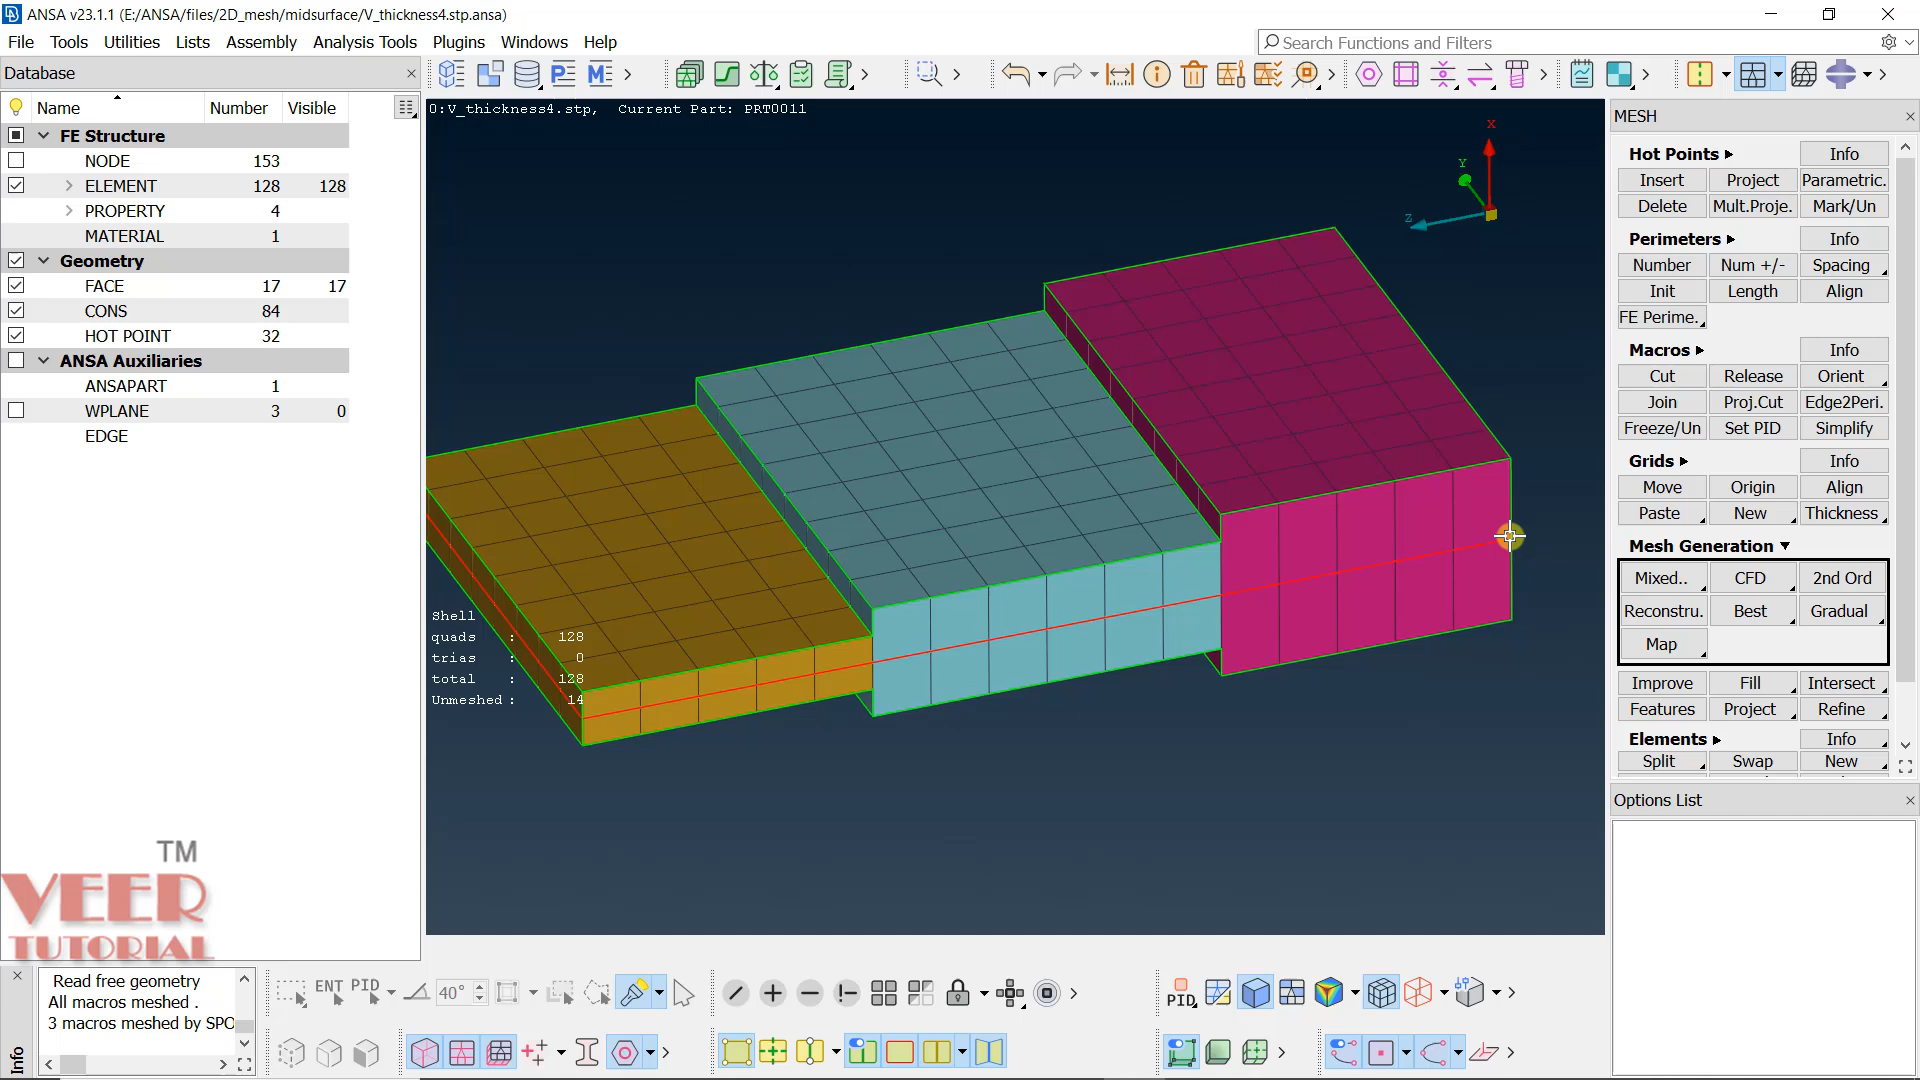 ANSA v23.1.1 (E:/ANSA/files/2D_mesh/midsurface/V_thickness4.stp.ansa)
File Tools Utilities Lists Assembly Analysis Tools Plugins Windows Help
Search Functions and Filters
Database
Name Number Visible
FE Structure
NODE 153
ELEMENT 128 128
PROPERTY 4
MATERIAL 1
Geometry
FACE 17 17
CONS 84
HOT POINT 32
ANSA Auxiliaries
ANSAPART 1
WPLANE 3 0
EDGE
TM
VEER
TUTORIAL
0:V_thickness4.stp, Current Part: PRT0011
X
Y
Z
Shell
quads : 128
trias : 0
total : 128
Unmeshed : 14
MESH
Hot Points Info
Insert Project Parametric.
Delete Mult.Proje. Mark/Un
Perimeters Info
Number Num +/- Spacing
Init Length Align
FE Perime.
Macros Info
Cut Release Orient
Join Proj.Cut Edge2Peri.
Freeze/Un Set PID Simplify
Grids Info
Move Origin Align
Paste New Thickness
Mesh Generation
Mixed.. CFD 2nd Ord
Reconstru. Best Gradual
Map
Improve Fill Intersect
Features Project Refine
Elements Info
Split Swap New
Options List
Info
Read free geometry
All macros meshed .
3 macros meshed by SPO
ENT PID 40°
PID